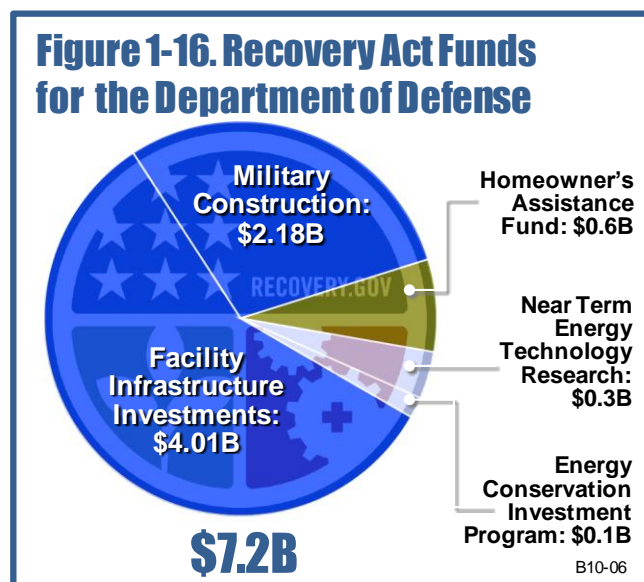 Figure 1-16. Recovery Act Funds
for the Department of Defense
Military
Construction:
$2.18B
Homeowner's
Assistance
Fund: $0.6B
RECOVERY.GOV
Near Term
Energy
Technology
Research:
$0.3B
Facility
Infrastructure
Investments:
$4.01B
Energy
Conservation
Investment
Program: $0.1B
$7.2B
B10-06